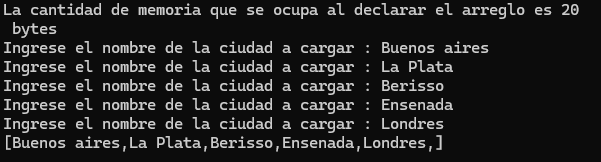 La cantidad de memoria que se ocupa al declarar el arreglo es 20
bytes
Ingrese el nombre de la ciudad a cargar : Buenos aires
Ingrese el nombre de la ciudad a cargar : La Plata
Ingrese el nombre de la ciudad a cargar : Berisso
Ingrese el nombre de la ciudad a cargar : Ensenada
Ingrese el nombre de la ciudad a cargar : Londres
[Buenos aires,La Plata,Berisso,Ensenada,Londres,]